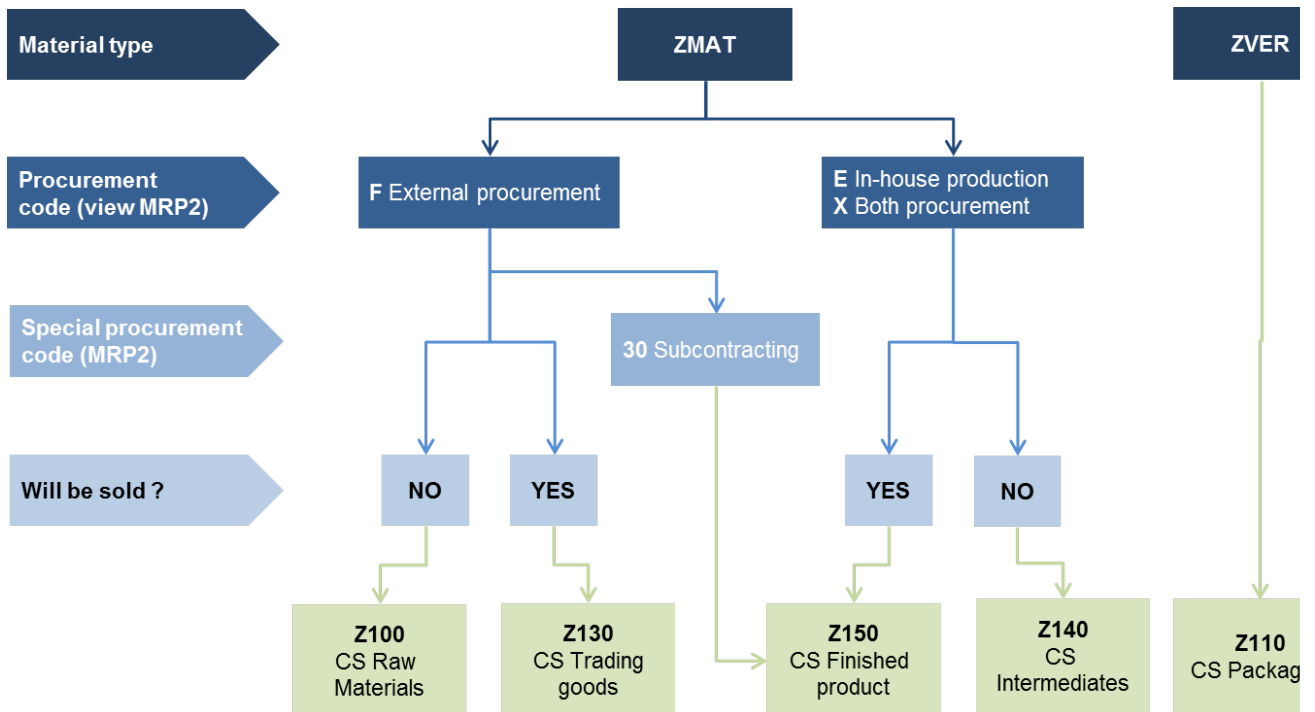 Material type
ZMAT
ZVER
Procurement
code (view MRP2)
F External procurement
E In-house production
X Both procurement
Special procurement
code (MRP2)
30 Subcontracting
Will be sold ?
NO
YES
YES
NO
Z100
CS Raw
Materials
Z130
CS Trading
goods
Z150
CS Finished
product
Z140
CS
Intermediates
Z110
CS Packag